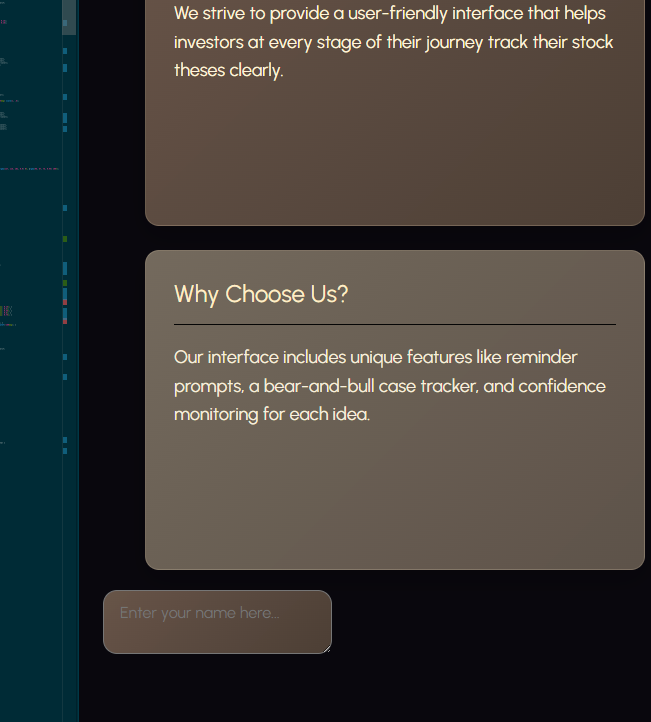 We strive to provide a user-friendly interface that helps
investors at every stage of their journey track their stock
theses clearly.
Why Choose Us?
Our interface includes unique features like reminder
prompts, a bear-and-bull case tracker, and confidence
monitoring for each idea.
Enter your name here...